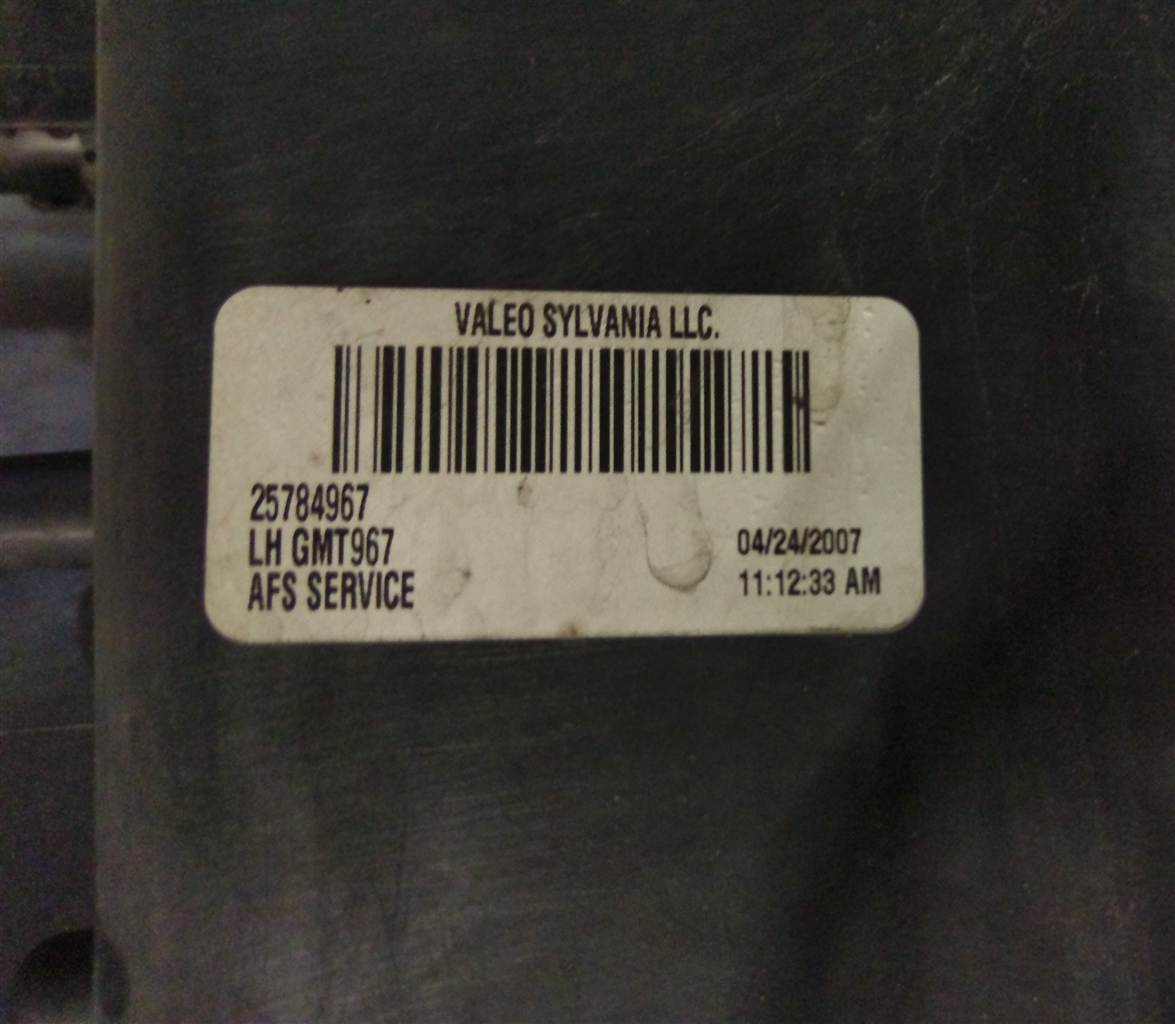 VALEO SYLVANIA LLC.
25784967
LH GMT967
AFS SERVICE
04/24/2007
11:12:33 AM